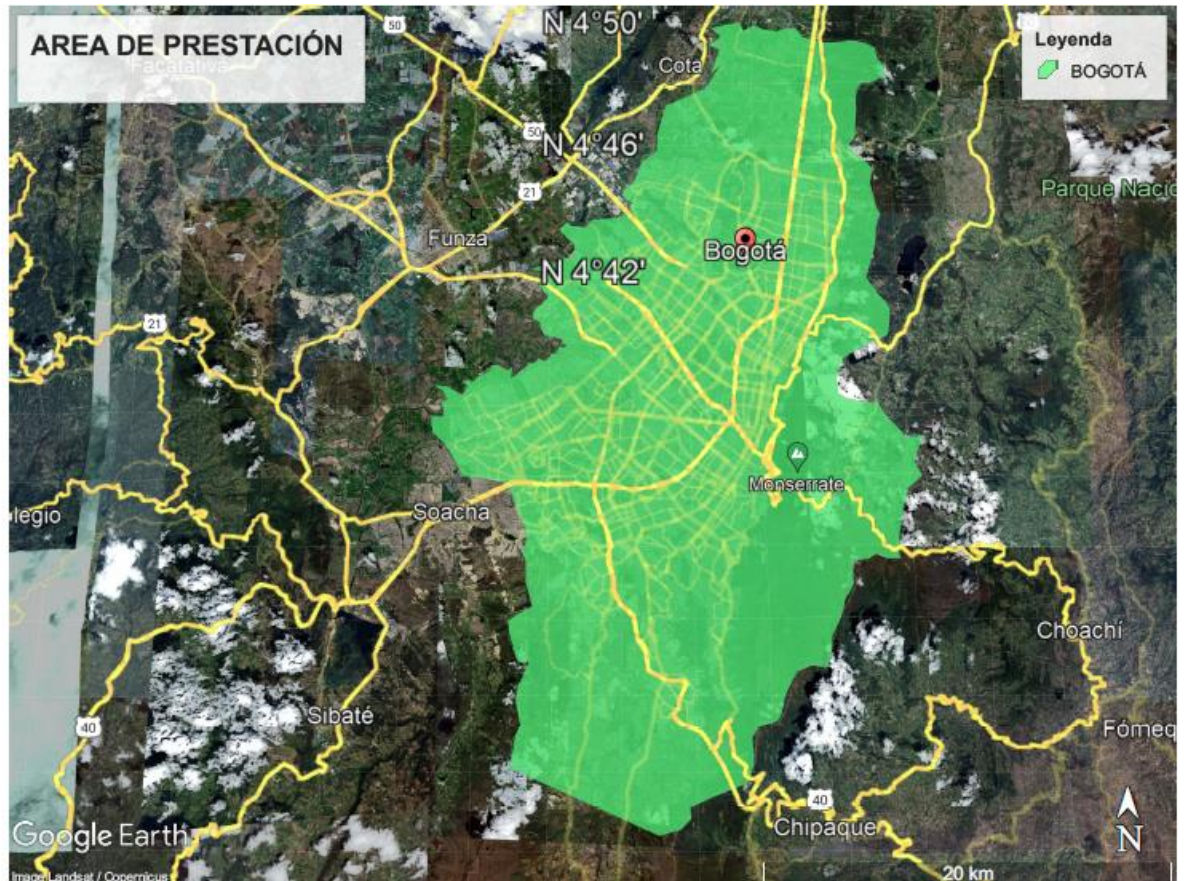 AREA DE PRESTACIÓN
Facatativá
50
N 4°50'
Leyenda
BOGOTÁ
Cota
50
N 4°46'
21
Parque Nacio
Funza
Bogotá
N 4°42'
21
Monserrate
legio
Soacha
Choachí
Sibaté
40
Fómeq
40
Chipaque
Google Earth
N
Image Landsat / Copernicus
20 km